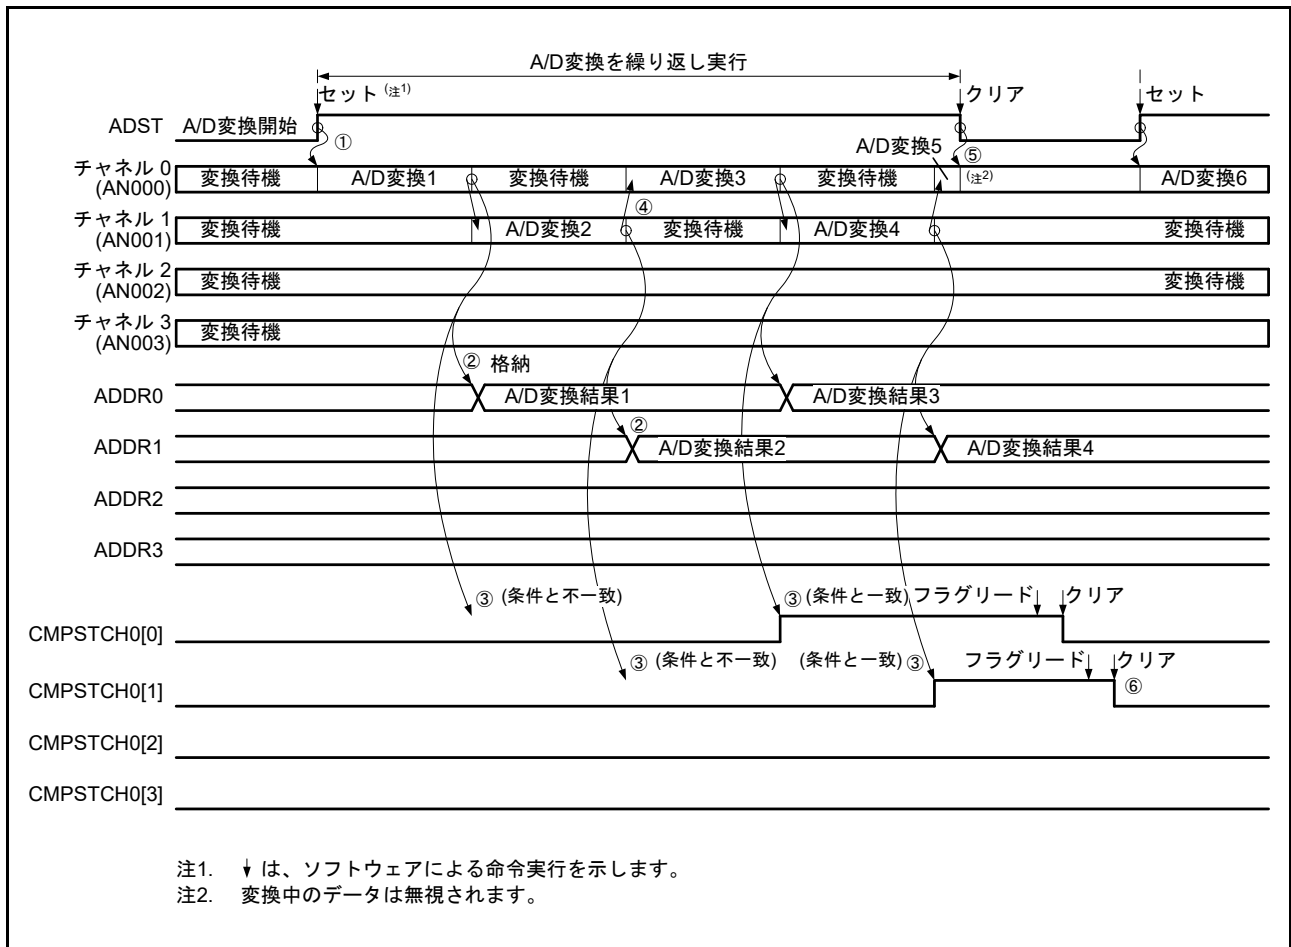 A/D変換を繰り返し実行
セット (注1)
クリア
セット
ADST
A/D変換開始
①
A/D変換5
⑤
チャネル 0
(AN000)
変換待機
A/D変換1
変換待機
A/D変換3
変換待機
(注2)
A/D変換6
④
チャネル 1
(AN001)
変換待機
A/D変換2
変換待機
A/D変換4
変換待機
チャネル 2
(AN002)
変換待機
変換待機
チャネル 3
(AN003)
変換待機
② 格納
ADDR0
A/D変換結果1
A/D変換結果3
②
ADDR1
A/D変換結果2
A/D変換結果4
ADDR2
ADDR3
③ (条件と不一致)
③ (条件と一致)
フラグリード
クリア
CMPSTCH0[0]
③ (条件と不一致)
(条件と一致) ③
フラグリード
クリア
CMPSTCH0[1]
⑥
CMPSTCH0[2]
CMPSTCH0[3]
注1. ↓は、ソフトウェアによる命令実行を示します。
注2. 変換中のデータは無視されます。